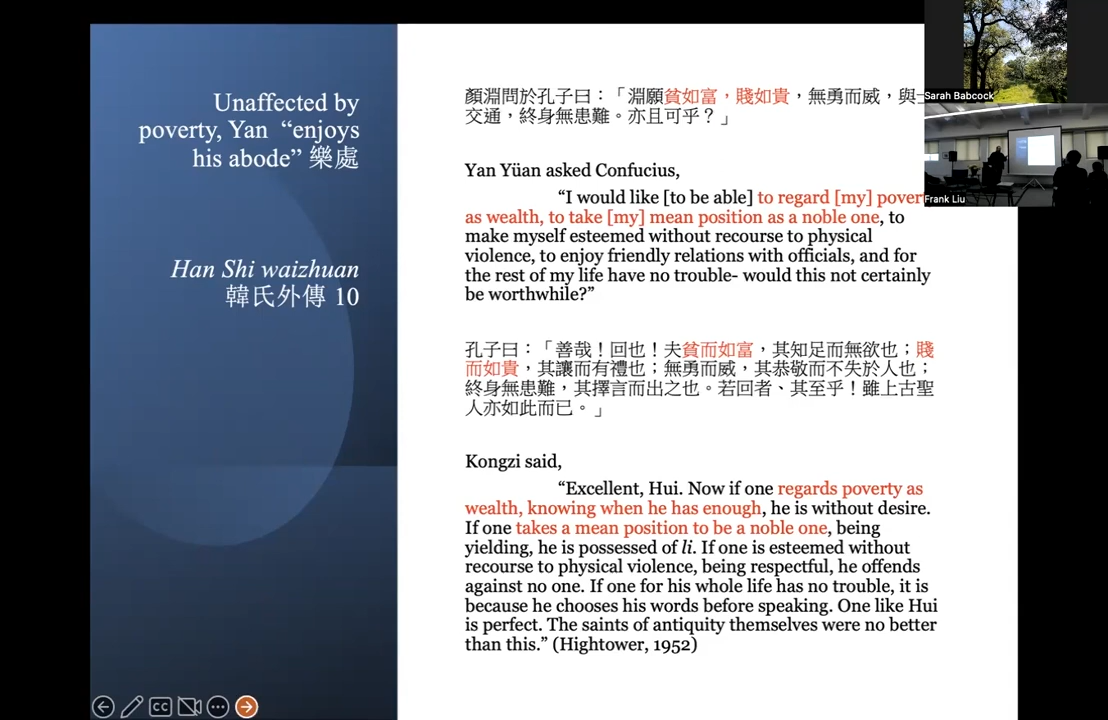 Unaffected by
poverty, Yan “enjoys
his abode” 樂處
Han Shi waizhuan
韓氏外傳 10
顏淵問於孔子曰：「淵願貧如富，賤如貴，無勇而威，與士
交通，終身無患難。亦且可乎？」
Yan Yüan asked Confucius,
“I would like [to be able] to regard [my]
as wealth, to take [my] mean position as a noble one, to
make myself esteemed without recourse to physical
violence, to enjoy friendly relations with officials, and for
the rest of my life have no trouble- would this not certainly
be worthwhile?”
孔子曰：「善哉！回也！夫貧而如富，其知足而無欲也；賤
而如貴，其讓而有禮也；無勇而威，其恭敬而不失於人也；
終身無患難，其擇言而出之也。若回者、其至乎！雖上古聖
人亦如此而已。」
Kongzi said,
“Excellent, Hui. Now if one regards poverty as
wealth, knowing when he has enough, he is without desire.
If one takes a mean position to be a noble one, being
yielding, he is possessed of li. If one is esteemed without
recourse to physical violence, being respectful, he offends
against no one. If one for his whole life has no trouble, it is
because he chooses his words before speaking. One like Hui
is perfect. The saints of antiquity themselves were no better
than this.” (Hightower, 1952)
Sarah Babcock
Frank Liu
CC